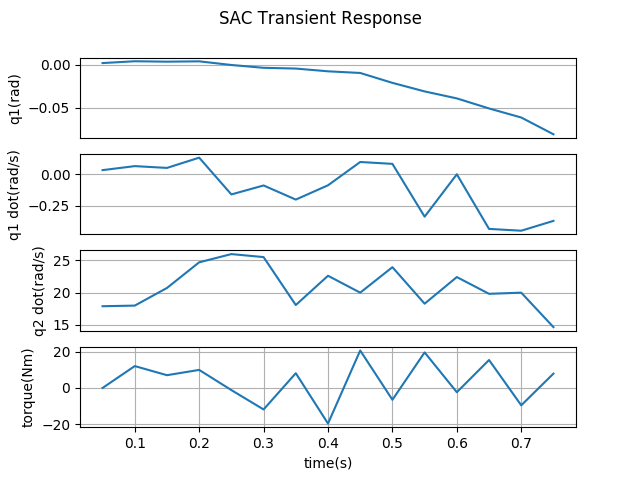 SAC Transient Response
q1(rad)
0.00
−0.05
q1 dot(rad/s)
0.00
−0.25
q2 dot(rad/s)
25
20
15
torque(Nm)
20
0
−20
0.1 0.2 0.3 0.4 0.5 0.6 0.7
time(s)